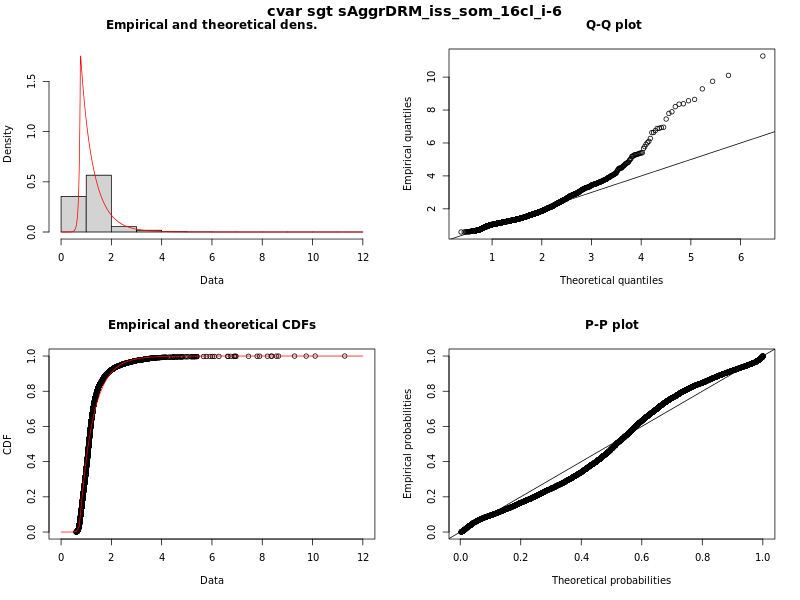 cvar sgt sAggrDRM_iss_som_16cl_i-6
Empirical and theoretical dens.
Density
0.0 0.5 1.0 1.5
0 2 4 6 8 10 12
Data
Q-Q plot
Empirical quantiles
2 4 6 8 10
1 2 3 4 5 6
Theoretical quantiles
Empirical and theoretical CDFs
CDF
0.0 0.2 0.4 0.6 0.8 1.0
0 2 4 6 8 10 12
Data
P-P plot
Empirical probabilities
0.0 0.2 0.4 0.6 0.8 1.0
0.0 0.2 0.4 0.6 0.8 1.0
Theoretical probabilities